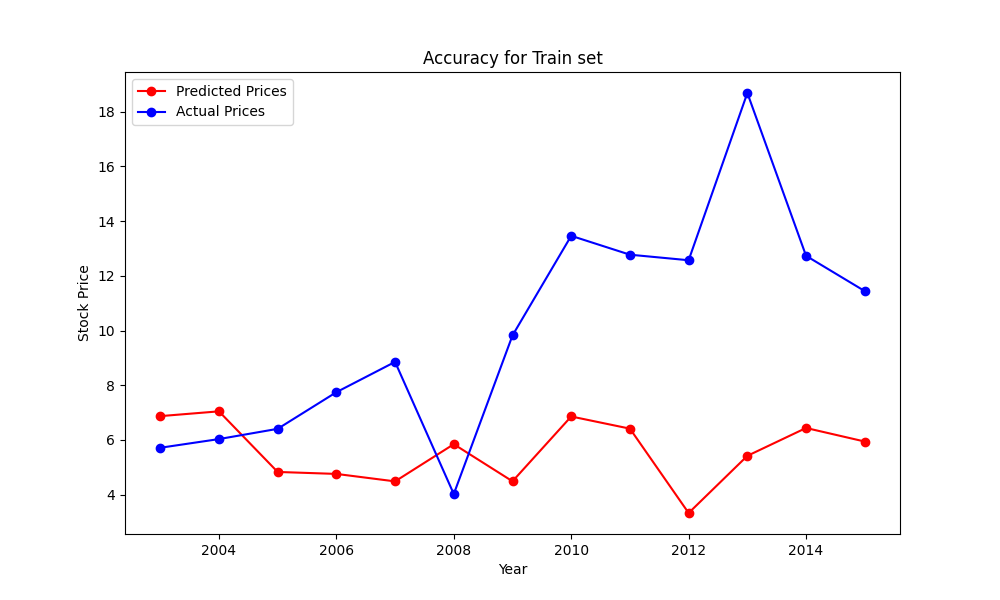 Accuracy for Train set
Predicted Prices
Actual Prices
18
16
14
12
10
8
6
4
Stock Price
2004 2006 2008 2010 2012 2014
Year